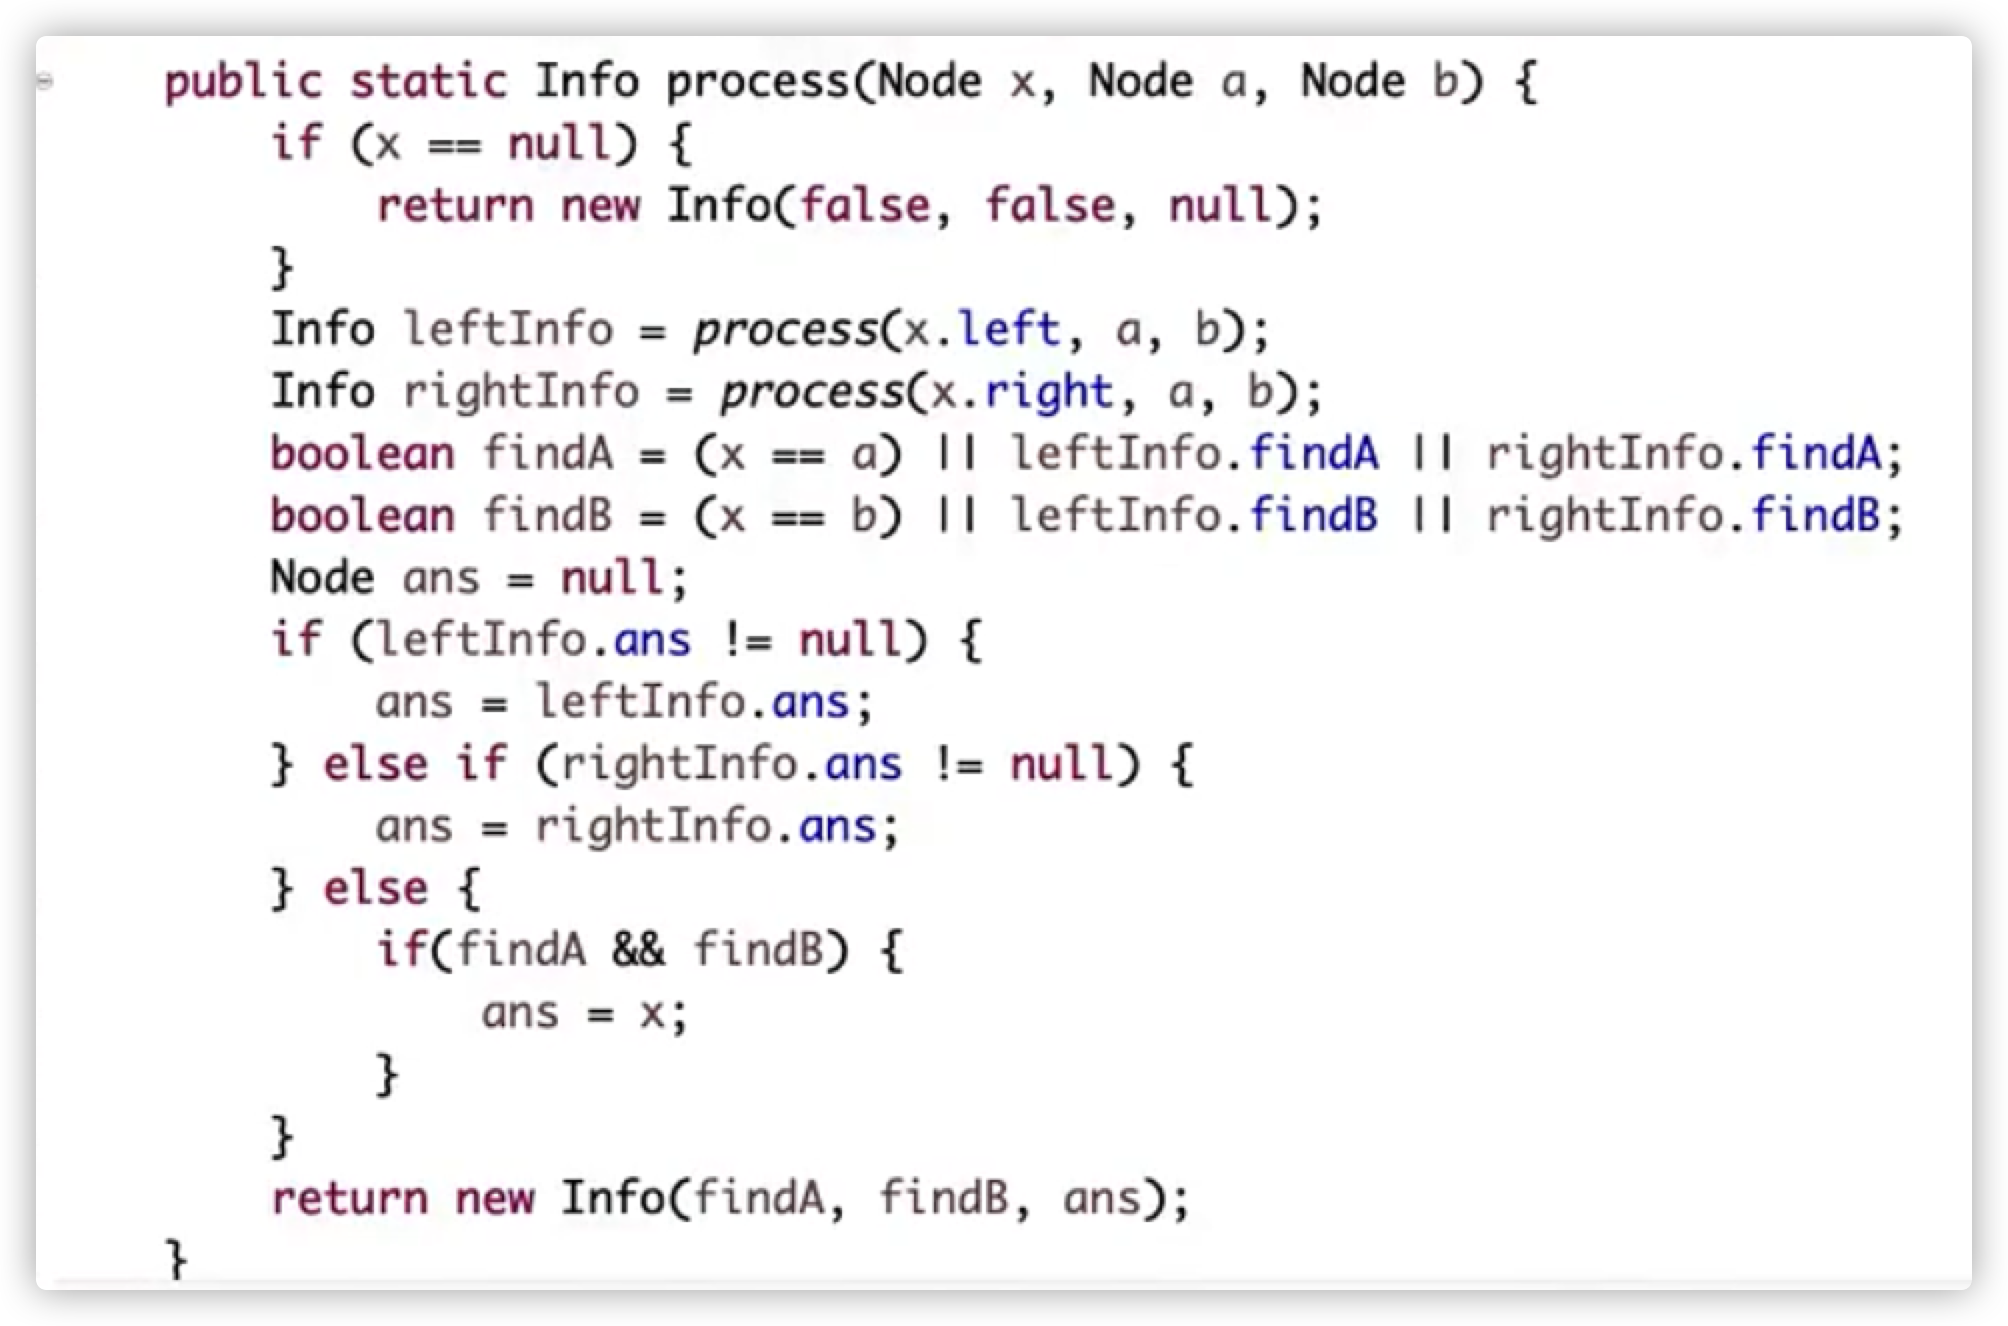 public static Info process(Node x, Node a, Node b) {
if (x == null) {
return new Info(false, false, null);
}
Info leftInfo = process(x.left, a, b);
Info rightInfo = process(x.right, a, b);
boolean findA = (x == a) || leftInfo.findA || rightInfo.findA;
boolean findB = (x == b) || leftInfo.findB || rightInfo.findB;
Node ans = null;
if (leftInfo.ans != null) {
ans = leftInfo.ans;
} else if (rightInfo.ans != null) {
ans = rightInfo.ans;
} else {
if(findA && findB) {
ans = x;
}
}
return new Info(findA, findB, ans);
}